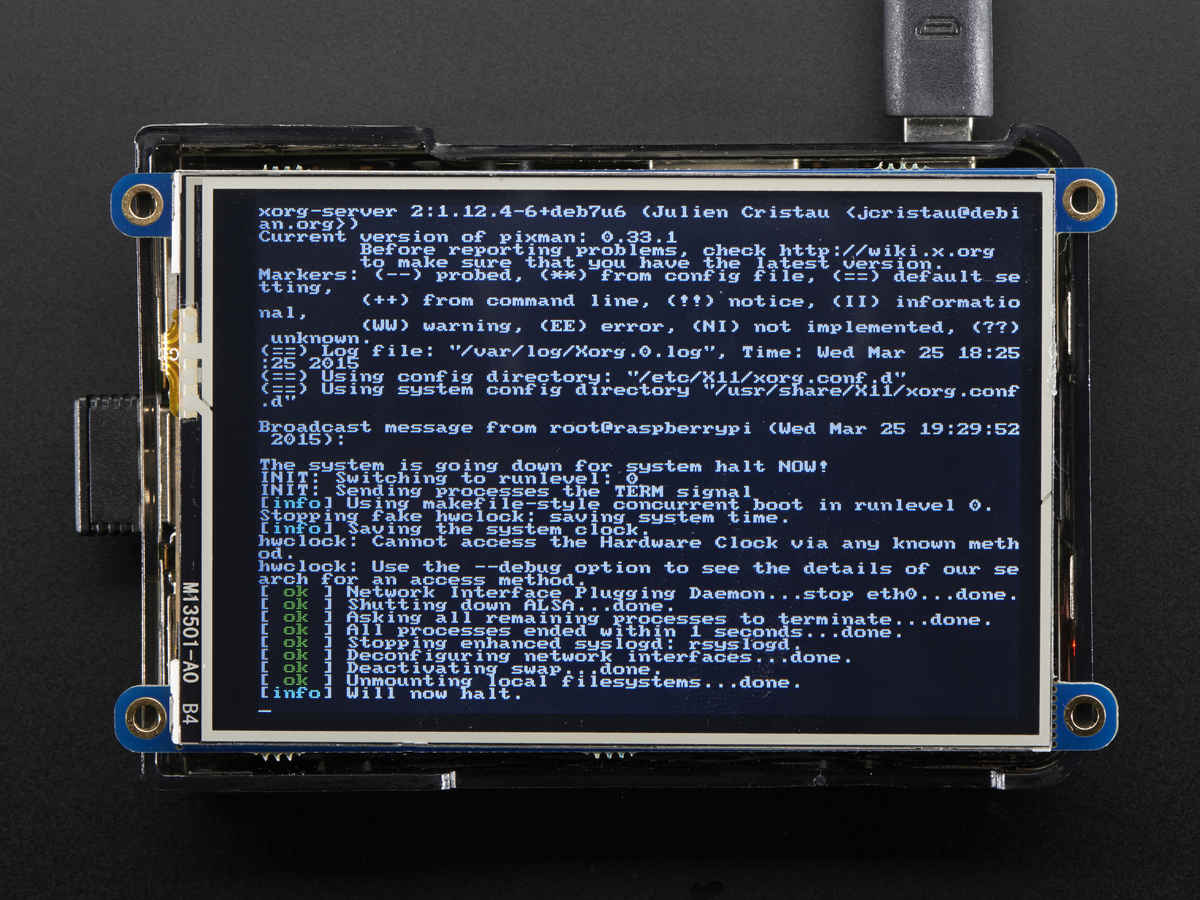 xorg-server 2:1.12.4-6+deb7u6 (Julien Cristau <jcristau@debi
an.org>)
Current version of pixman: 0.33.1
Before reporting problems, check http://wiki.x.org
to make sure that you have the latest version.
Markers: (--) probed, (**) from config file, (==) default se
tting,
(++) from command line, (!!) notice, (II) informatio
nal,
(WW) warning, (EE) error, (NI) not implemented, (??)
unknown.
(==) Log file: "/var/log/Xorg.0.log", Time: Wed Mar 25 18:25
:25 2015
(==) Using config directory: "/etc/X11/xorg.conf.d"
(==) Using system config directory "/usr/share/X11/xorg.conf
.d"
Broadcast message from root@raspberrypi (Wed Mar 25 19:29:52
2015):
The system is going down for system halt NOW!
INIT: Switching to runlevel: 0
INIT: Sending processes the TERM signal
[info] Using makefile-style concurrent boot in runlevel 0.
Stopping fake hwclock: saving system time.
[info] Saving the system clock.
hwclock: Cannot access the Hardware Clock via any known meth
od.
hwclock: Use the --debug option to see the details of our se
arch for an access method.
[ ok ] Network Interface Plugging Daemon...stop eth0...done.
[ ok ] Shutting down ALSA...done.
[ ok ] Asking all remaining processes to terminate...done.
[ ok ] All processes ended within 1 seconds...done.
[ ok ] Stopping enhanced syslogd: rsyslogd.
[ ok ] Deconfiguring network interfaces...done.
[ ok ] Deactivating swap...done.
[ ok ] Unmounting local filesystems...done.
[info] Will now halt.
_
M13501-A0 B4